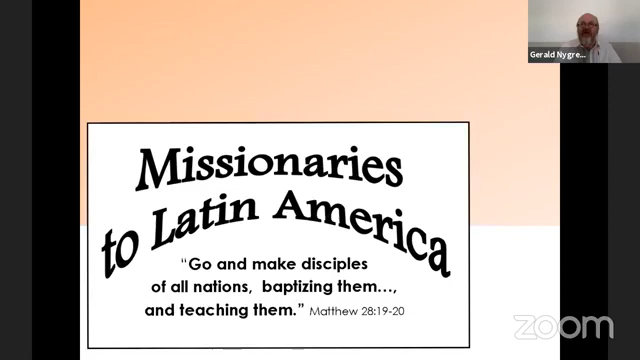 Gerald Nygre...
Missionaries
to Latin America
"Go and make disciples
of all nations, baptizing them...,
and teaching them." Matthew 28:19-20
zoom